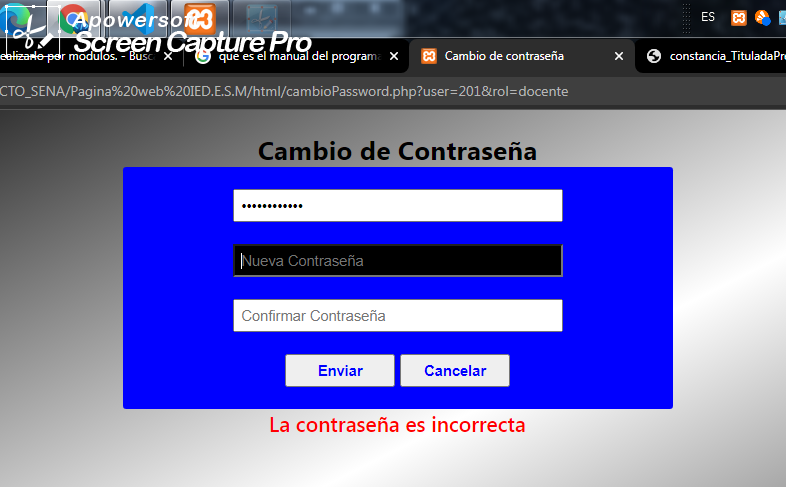 Apowersoft
Screen Capture Pro
ES
ealizarlo por modulos. - Busc
que es el manual del programa
Cambio de contraseña
constancia_TituladaPre
CTO_SENA/Pagina%20web%20IED.E.S.M/html/cambioPassword.php?user=201&rol=docente
Cambio de Contraseña
••••••••••••
Nueva Contraseña
Confirmar Contraseña
Enviar Cancelar
La contraseña es incorrecta